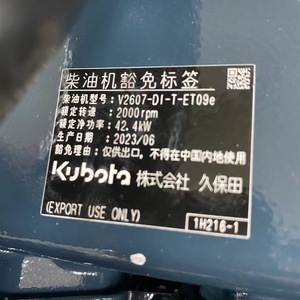 柴油机豁免标签
柴油机型号: V2607-DI-T-ET09e
额定转速: 2000rpm
额定净功率: 42.4kW
生产日期: 2023/06
豁免理由: 仅供出口，不得在中国内地使用
Kubota 株式会社 久保田
(EXPORT USE ONLY)
1H216-1